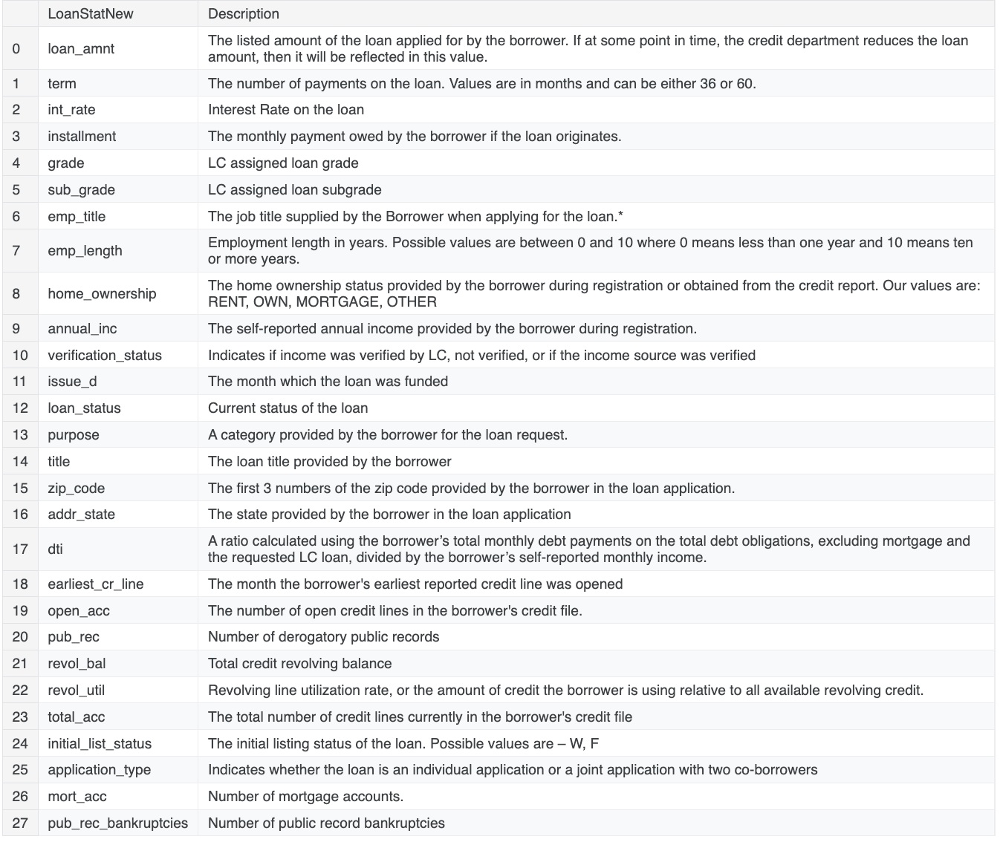 LoanStatNew Description
0 loan_amnt The listed amount of the loan applied for by the borrower. If at some point in time, the credit department reduces the loan
amount, then it will be reflected in this value.
1 term The number of payments on the loan. Values are in months and can be either 36 or 60.
2 int_rate Interest Rate on the loan
3 installment The monthly payment owed by the borrower if the loan originates.
4 grade LC assigned loan grade
5 sub_grade LC assigned loan subgrade
6 emp_title The job title supplied by the Borrower when applying for the loan.*
7 emp_length Employment length in years. Possible values are between 0 and 10 where 0 means less than one year and 10 means ten
or more years.
8 home_ownership The home ownership status provided by the borrower during registration or obtained from the credit report. Our values are:
RENT, OWN, MORTGAGE, OTHER
9 annual_inc The self-reported annual income provided by the borrower during registration.
10 verification_status Indicates if income was verified by LC, not verified, or if the income source was verified
11 issue_d The month which the loan was funded
12 loan_status Current status of the loan
13 purpose A category provided by the borrower for the loan request.
14 title The loan title provided by the borrower
15 zip_code The first 3 numbers of the zip code provided by the borrower in the loan application.
16 addr_state The state provided by the borrower in the loan application
17 dti A ratio calculated using the borrower’s total monthly debt payments on the total debt obligations, excluding mortgage and
the requested LC loan, divided by the borrower’s self-reported monthly income.
18 earliest_cr_line The month the borrower's earliest reported credit line was opened
19 open_acc The number of open credit lines in the borrower's credit file.
20 pub_rec Number of derogatory public records
21 revol_bal Total credit revolving balance
22 revol_util Revolving line utilization rate, or the amount of credit the borrower is using relative to all available revolving credit.
23 total_acc The total number of credit lines currently in the borrower's credit file
24 initial_list_status The initial listing status of the loan. Possible values are – W, F
25 application_type Indicates whether the loan is an individual application or a joint application with two co-borrowers
26 mort_acc Number of mortgage accounts.
27 pub_rec_bankruptcies Number of public record bankruptcies